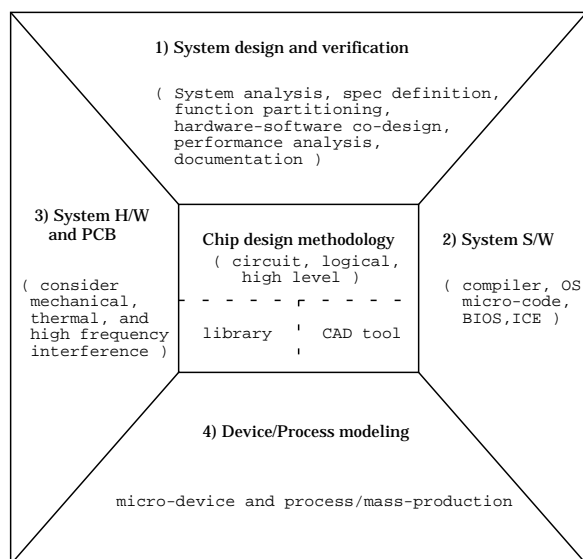 1) System design and verification
( System analysis, spec definition,
function partitioning,
hardware-software co-design,
performance analysis,
documentation )
3) System H/W
and PCB
( consider
mechanical,
thermal, and
high frequency
interference )
Chip design methodology
( circuit, logical,
high level )
library
CAD tool
2) System S/W
( compiler, OS
micro-code,
BIOS,ICE )
4) Device/Process modeling
micro-device and process/mass-production